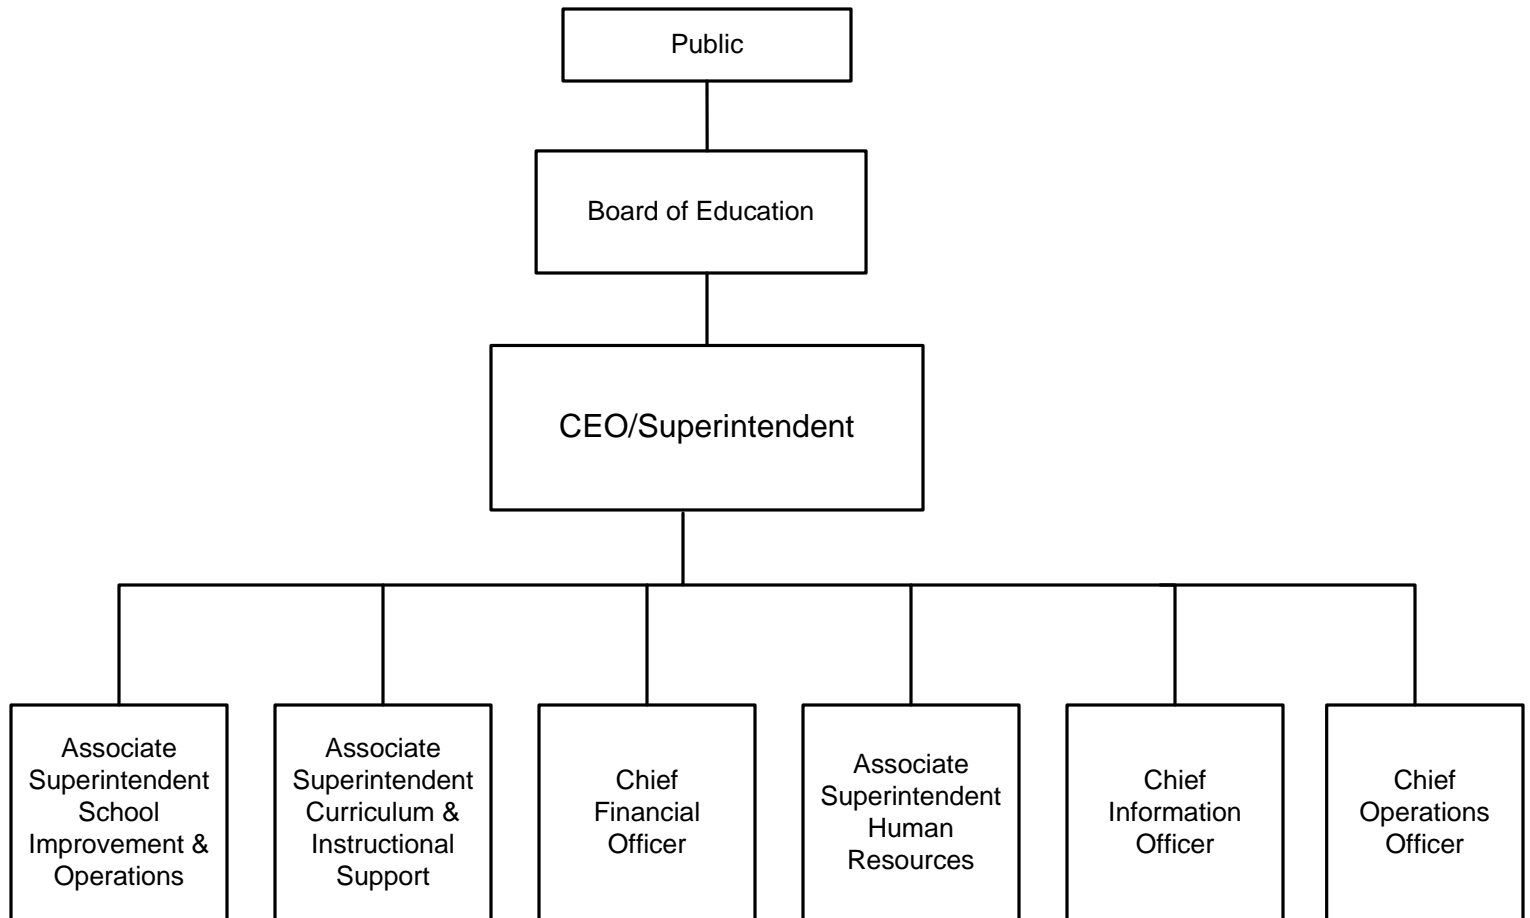 Public
Board of Education
CEO/Superintendent
Associate
Superintendent
School
Improvement &
Operations
Associate
Superintendent
Curriculum &
Instructional
Support
Chief
Financial
Officer
Associate
Superintendent
Human
Resources
Chief
Information
Officer
Chief
Operations
Officer